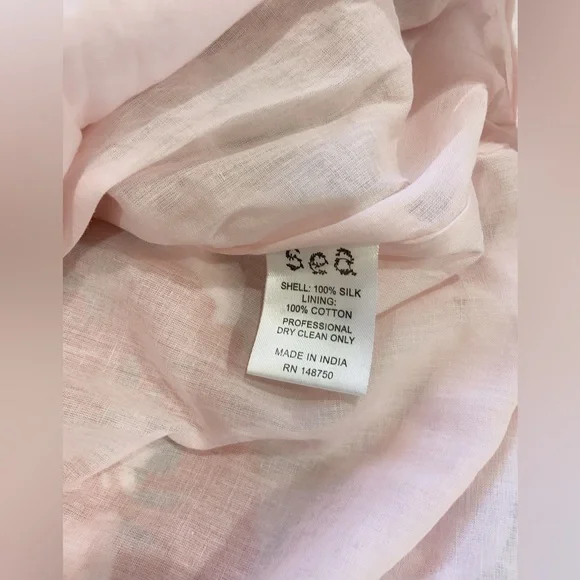 sea
SHELL: 100% SILK
LINING:
100% COTTON
PROFESSIONAL
DRY CLEAN ONLY
MADE IN INDIA
RN 148750